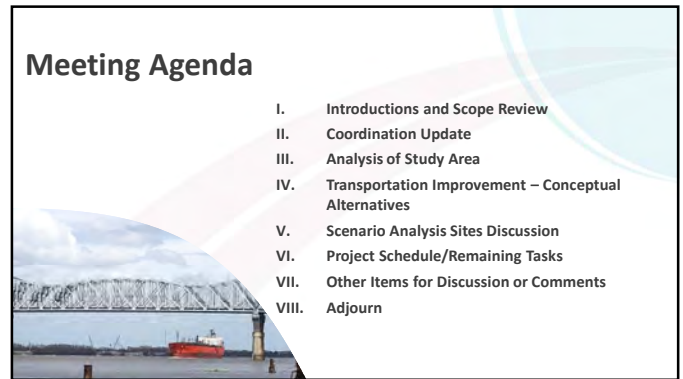 Meeting Agenda
I. Introductions and Scope Review
II. Coordination Update
III. Analysis of Study Area
IV. Transportation Improvement – Conceptual
Alternatives
V. Scenario Analysis Sites Discussion
VI. Project Schedule/Remaining Tasks
VII. Other Items for Discussion or Comments
VIII. Adjourn